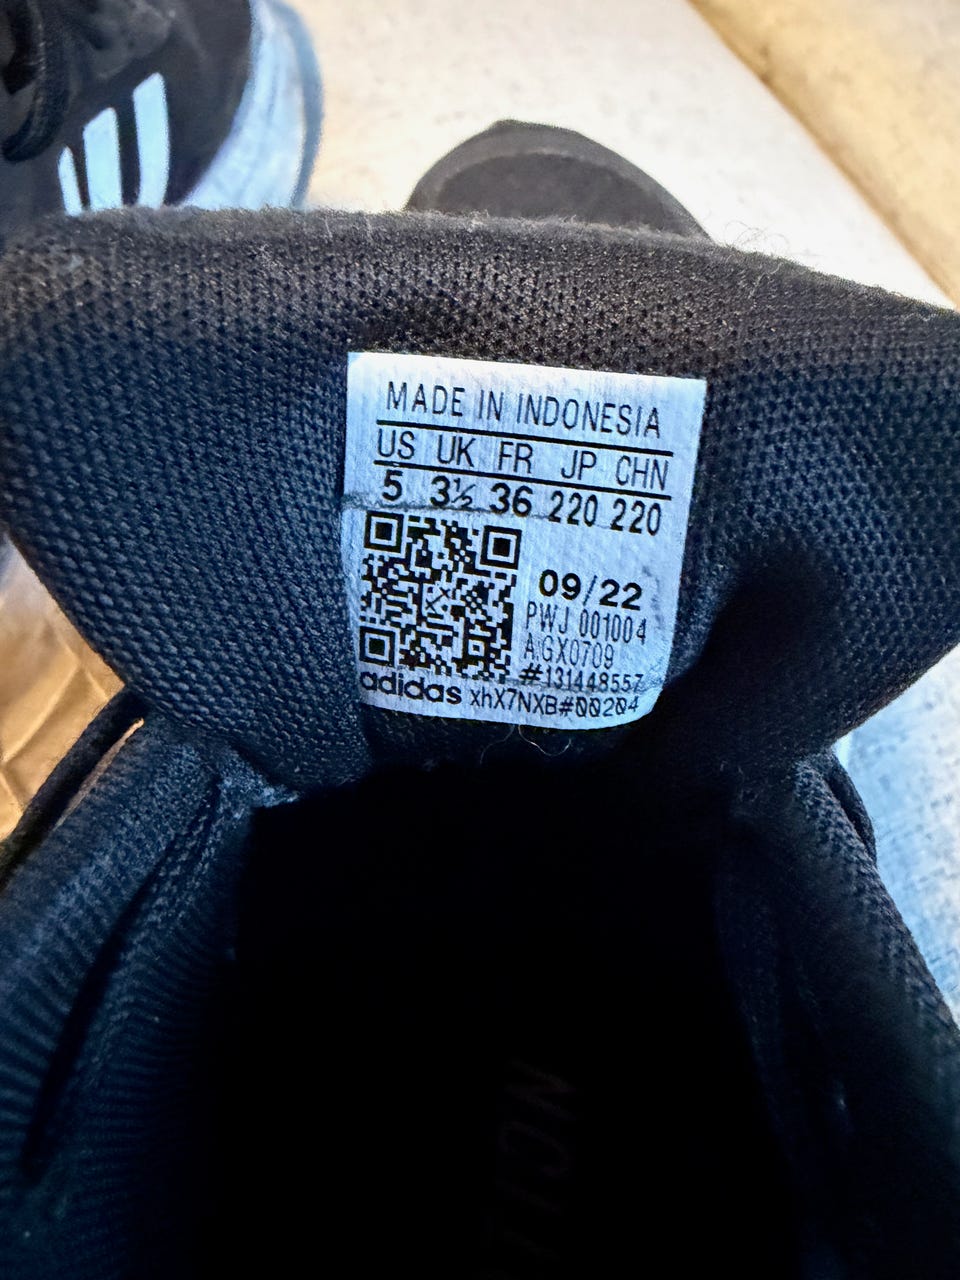 MADE IN INDONESIA
US UK FR JP CHN
5 3½ 36 220 220
09/22
PWJ 001004
A:GX0709
#131448557
adidas xhX7NXB#00204